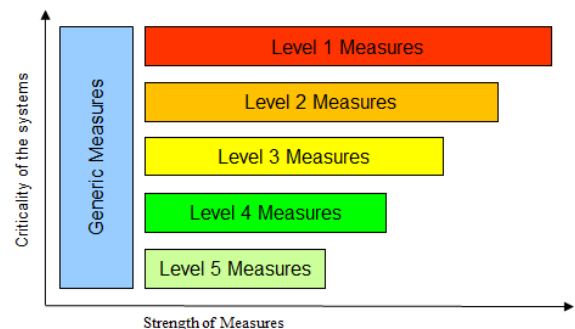 Criticality of the systems
Generic Measures
Level 1 Measures
Level 2 Measures
Level 3 Measures
Level 4 Measures
Level 5 Measures
Strength of Measures